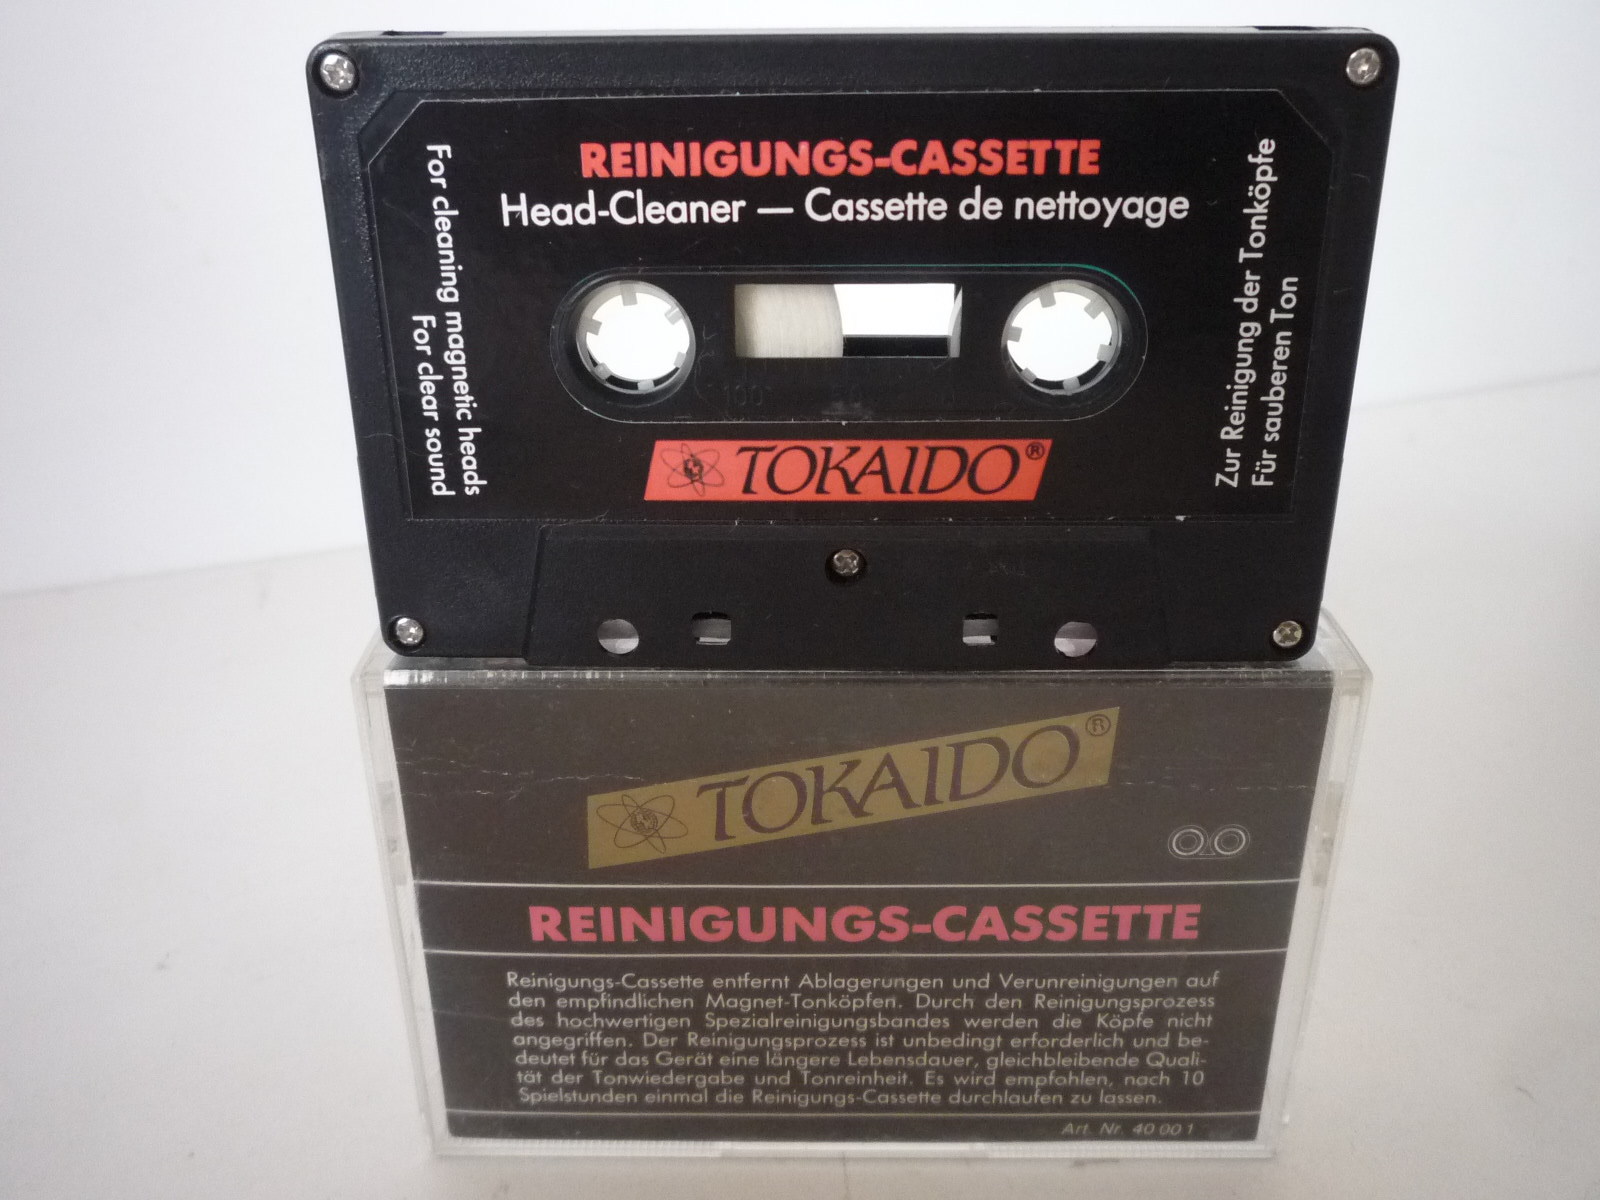 REINIGUNGS-CASSETTE
Head-Cleaner — Cassette de nettoyage
For cleaning magnetic heads
For clear sound
Zur Reinigung der Tonköpfe
Für sauberen Ton
100
TOKAIDO®
TOKAIDO®
REINIGUNGS-CASSETTE
Reinigungs-Cassette entfernt Ablagerungen und Verunreinigungen auf
den empfindlichen Magnet-Tonköpfen. Durch den Reinigungsprozess
des hochwertigen Spezialreinigungsbandes werden die Köpfe nicht
angegriffen. Der Reinigungsprozess ist unbedingt erforderlich und be-
deutet für das Gerät eine längere Lebensdauer, gleichbleibende Quali-
tät der Tonwiedergabe und Tonreinheit. Es wird empfohlen, nach 10
Spielstunden einmal die Reinigungs-Cassette durchlaufen zu lassen.
Art. Nr. 40 001